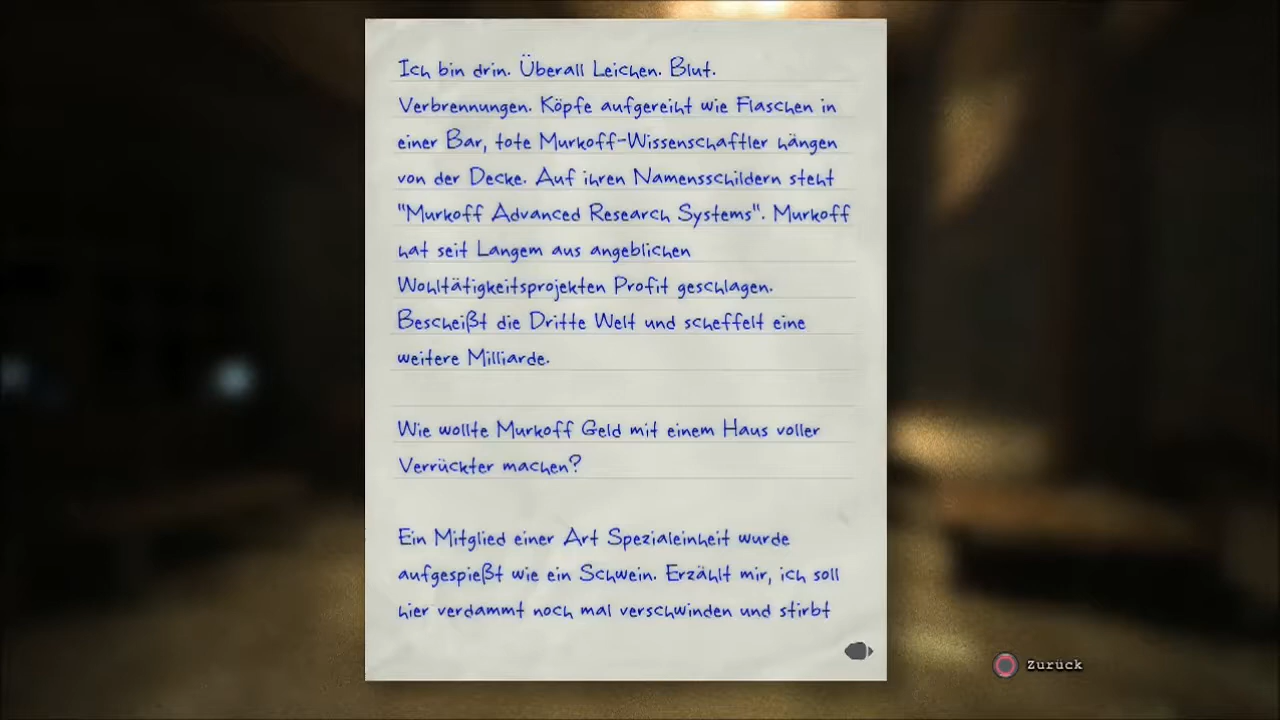 Ich bin drin. Überall Leichen. Blut.
Verbrennungen. Köpfe aufgereiht wie Flaschen in
einer Bar, tote Murkoff-Wissenschaftler hängen
von der Decke. Auf ihren Namensschildern steht
"Murkoff Advanced Research Systems". Murkoff
hat seit Langem aus angeblichen
Wohltätigkeitsprojekten Profit geschlagen.
Bescheißt die Dritte Welt und scheffelt eine
weitere Milliarde.
Wie wollte Murkoff Geld mit einem Haus voller
Verrückter machen?
Ein Mitglied einer Art Spezialeinheit wurde
aufgespießt wie ein Schwein. Erzählt mir, ich soll
hier verdammt noch mal verschwinden und stirbt
Zurück